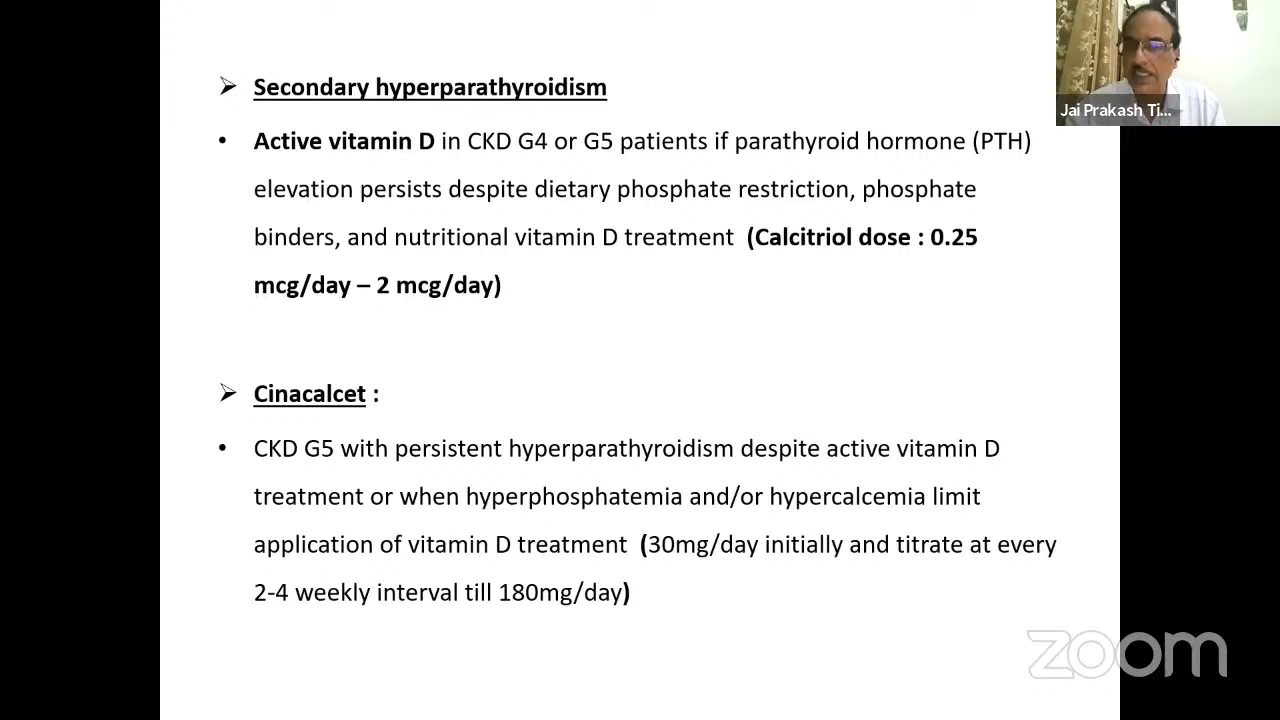 ➢ Secondary hyperparathyroidism
• Active vitamin D in CKD G4 or G5 patients if parathyroid hormone (PTH)
elevation persists despite dietary phosphate restriction, phosphate
binders, and nutritional vitamin D treatment (Calcitriol dose : 0.25
mcg/day – 2 mcg/day)
➢ Cinacalcet :
• CKD G5 with persistent hyperparathyroidism despite active vitamin D
treatment or when hyperphosphatemia and/or hypercalcemia limit
application of vitamin D treatment (30mg/day initially and titrate at every
2-4 weekly interval till 180mg/day)
Jai Prakash Ti...
zoom